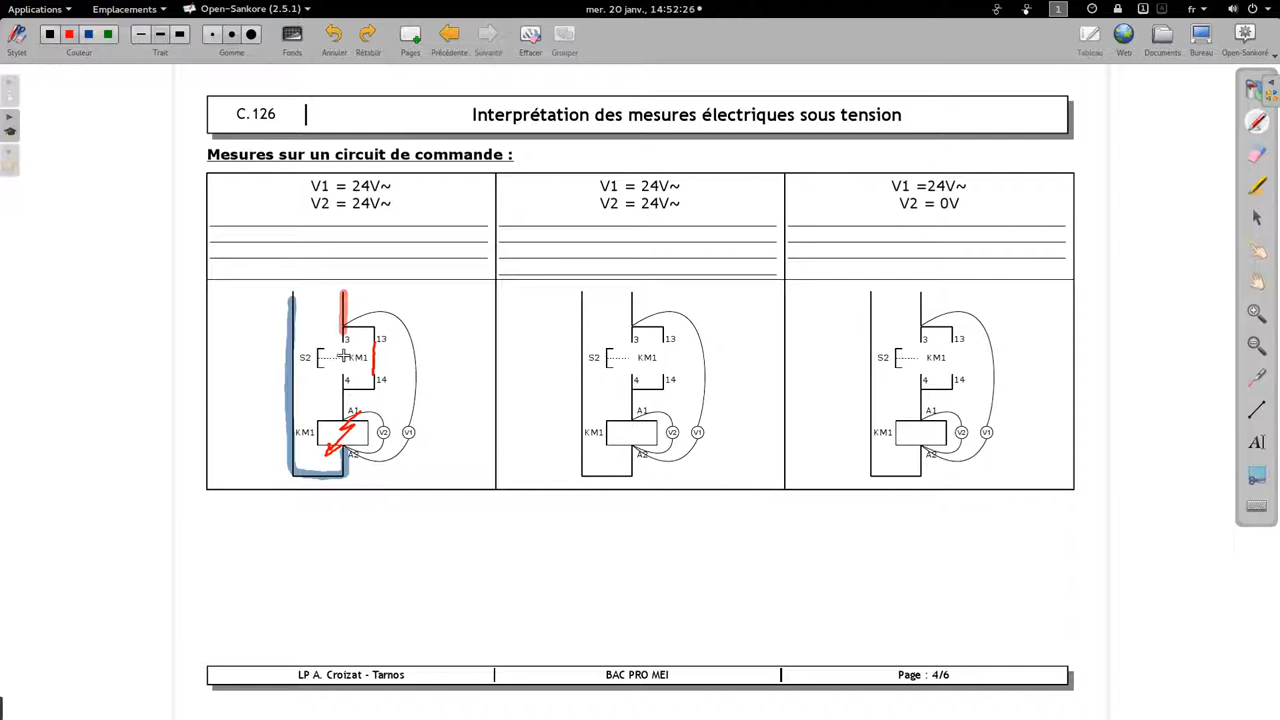 Applications Emplacements Open-Sankore (2.5.1) mer. 20 janv., 14:52:26 1 1 A fr
Stylet Couleur Trait Gomme... Fonds Annuler Rétablir Pages Précédente Suivante Effacer Grouper Tableau Web Documents Bureau Open-Sankoré
C.126 Interprétation des mesures électriques sous tension
Mesures sur un circuit de commande :
V1 = 24V~ V1 = 24V~ V1 =24V~
V2 = 24V~ V2 = 24V~ V2 = 0V
3 13 3 13 3 13
S2 KM1 S2 KM1 S2 KM1
4 14 4 14 4 14
A1 A1 A1
KM1 V2 V1 KM1 V2 V1 KM1 V2 V1
A2 A2 A2
LP A. Croizat - Tarnos BAC PRO MEI Page : 4/6